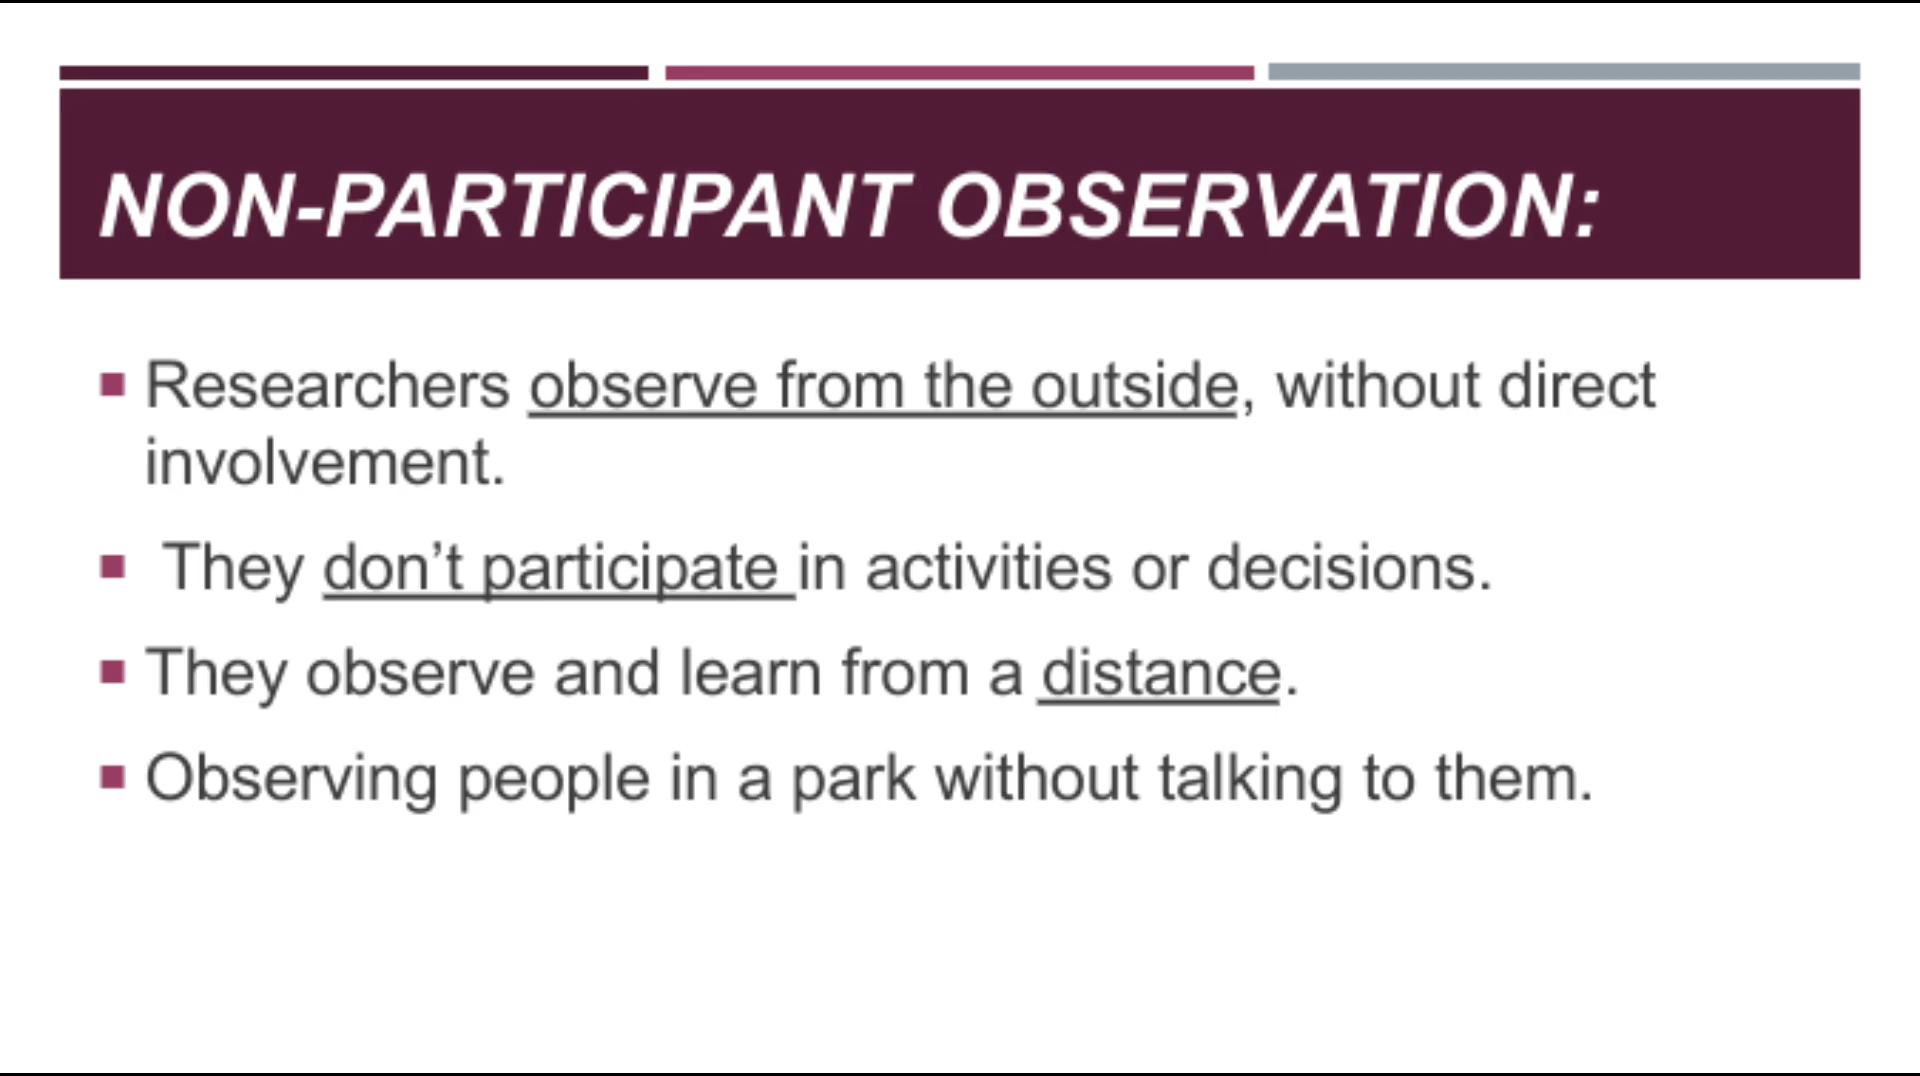 NON-PARTICIPANT OBSERVATION:
Researchers observe from the outside, without direct
involvement.
They don’t participate in activities or decisions.
They observe and learn from a distance.
Observing people in a park without talking to them.